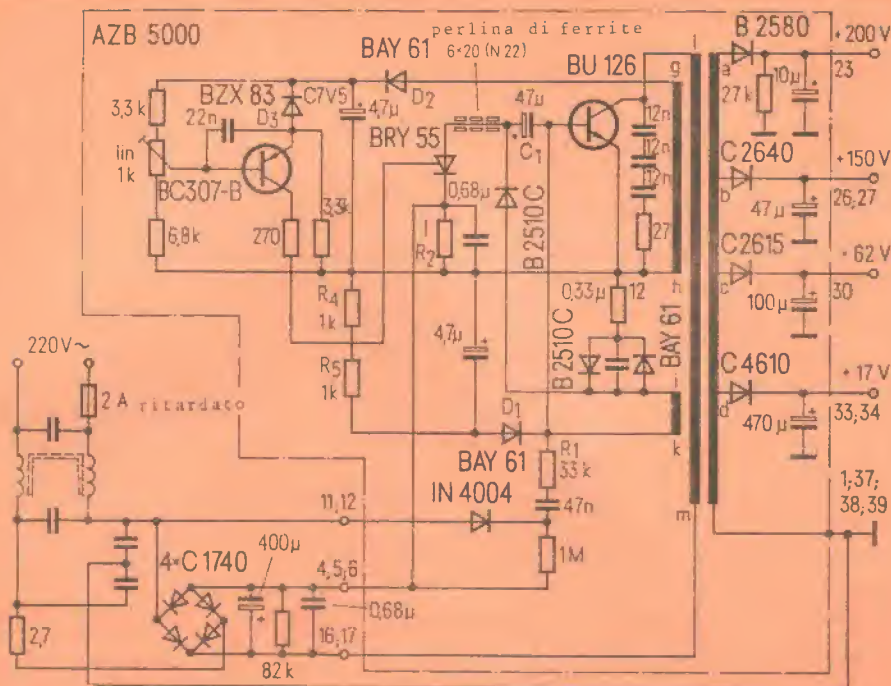 AZB 5000
perlina di ferrite
6×20 (N 22)
BAY 61
BU 126
B 2580
+200 V
23
10µ
27k
3,3 k
BZX 83
C7V5
D3
22n
4,7µ
D2
47µ
C1
BRY 55
g
l
a
12n
12n
12n
27
C 2640
+150 V
26;27
47µ
b
1k
BC307-B
0,68µ
3,3k
B 2510 C
6,8k
270
1
R2
h
C 2615
+62 V
30
100µ
c
R4
1k
0,33µ
12
4,7µ
B 2510 C
BAY 61
i
R5
1k
C 4610
+17 V
33;34
470µ
d
220V~
2 A ritardato
D1
k
BAY 61
IN 4004
R1
33 k
47n
1M
m
1;37;
38;39
11;12
4×C 1740
400µ
4;5;6
0,68µ
2,7
82 k
16;17